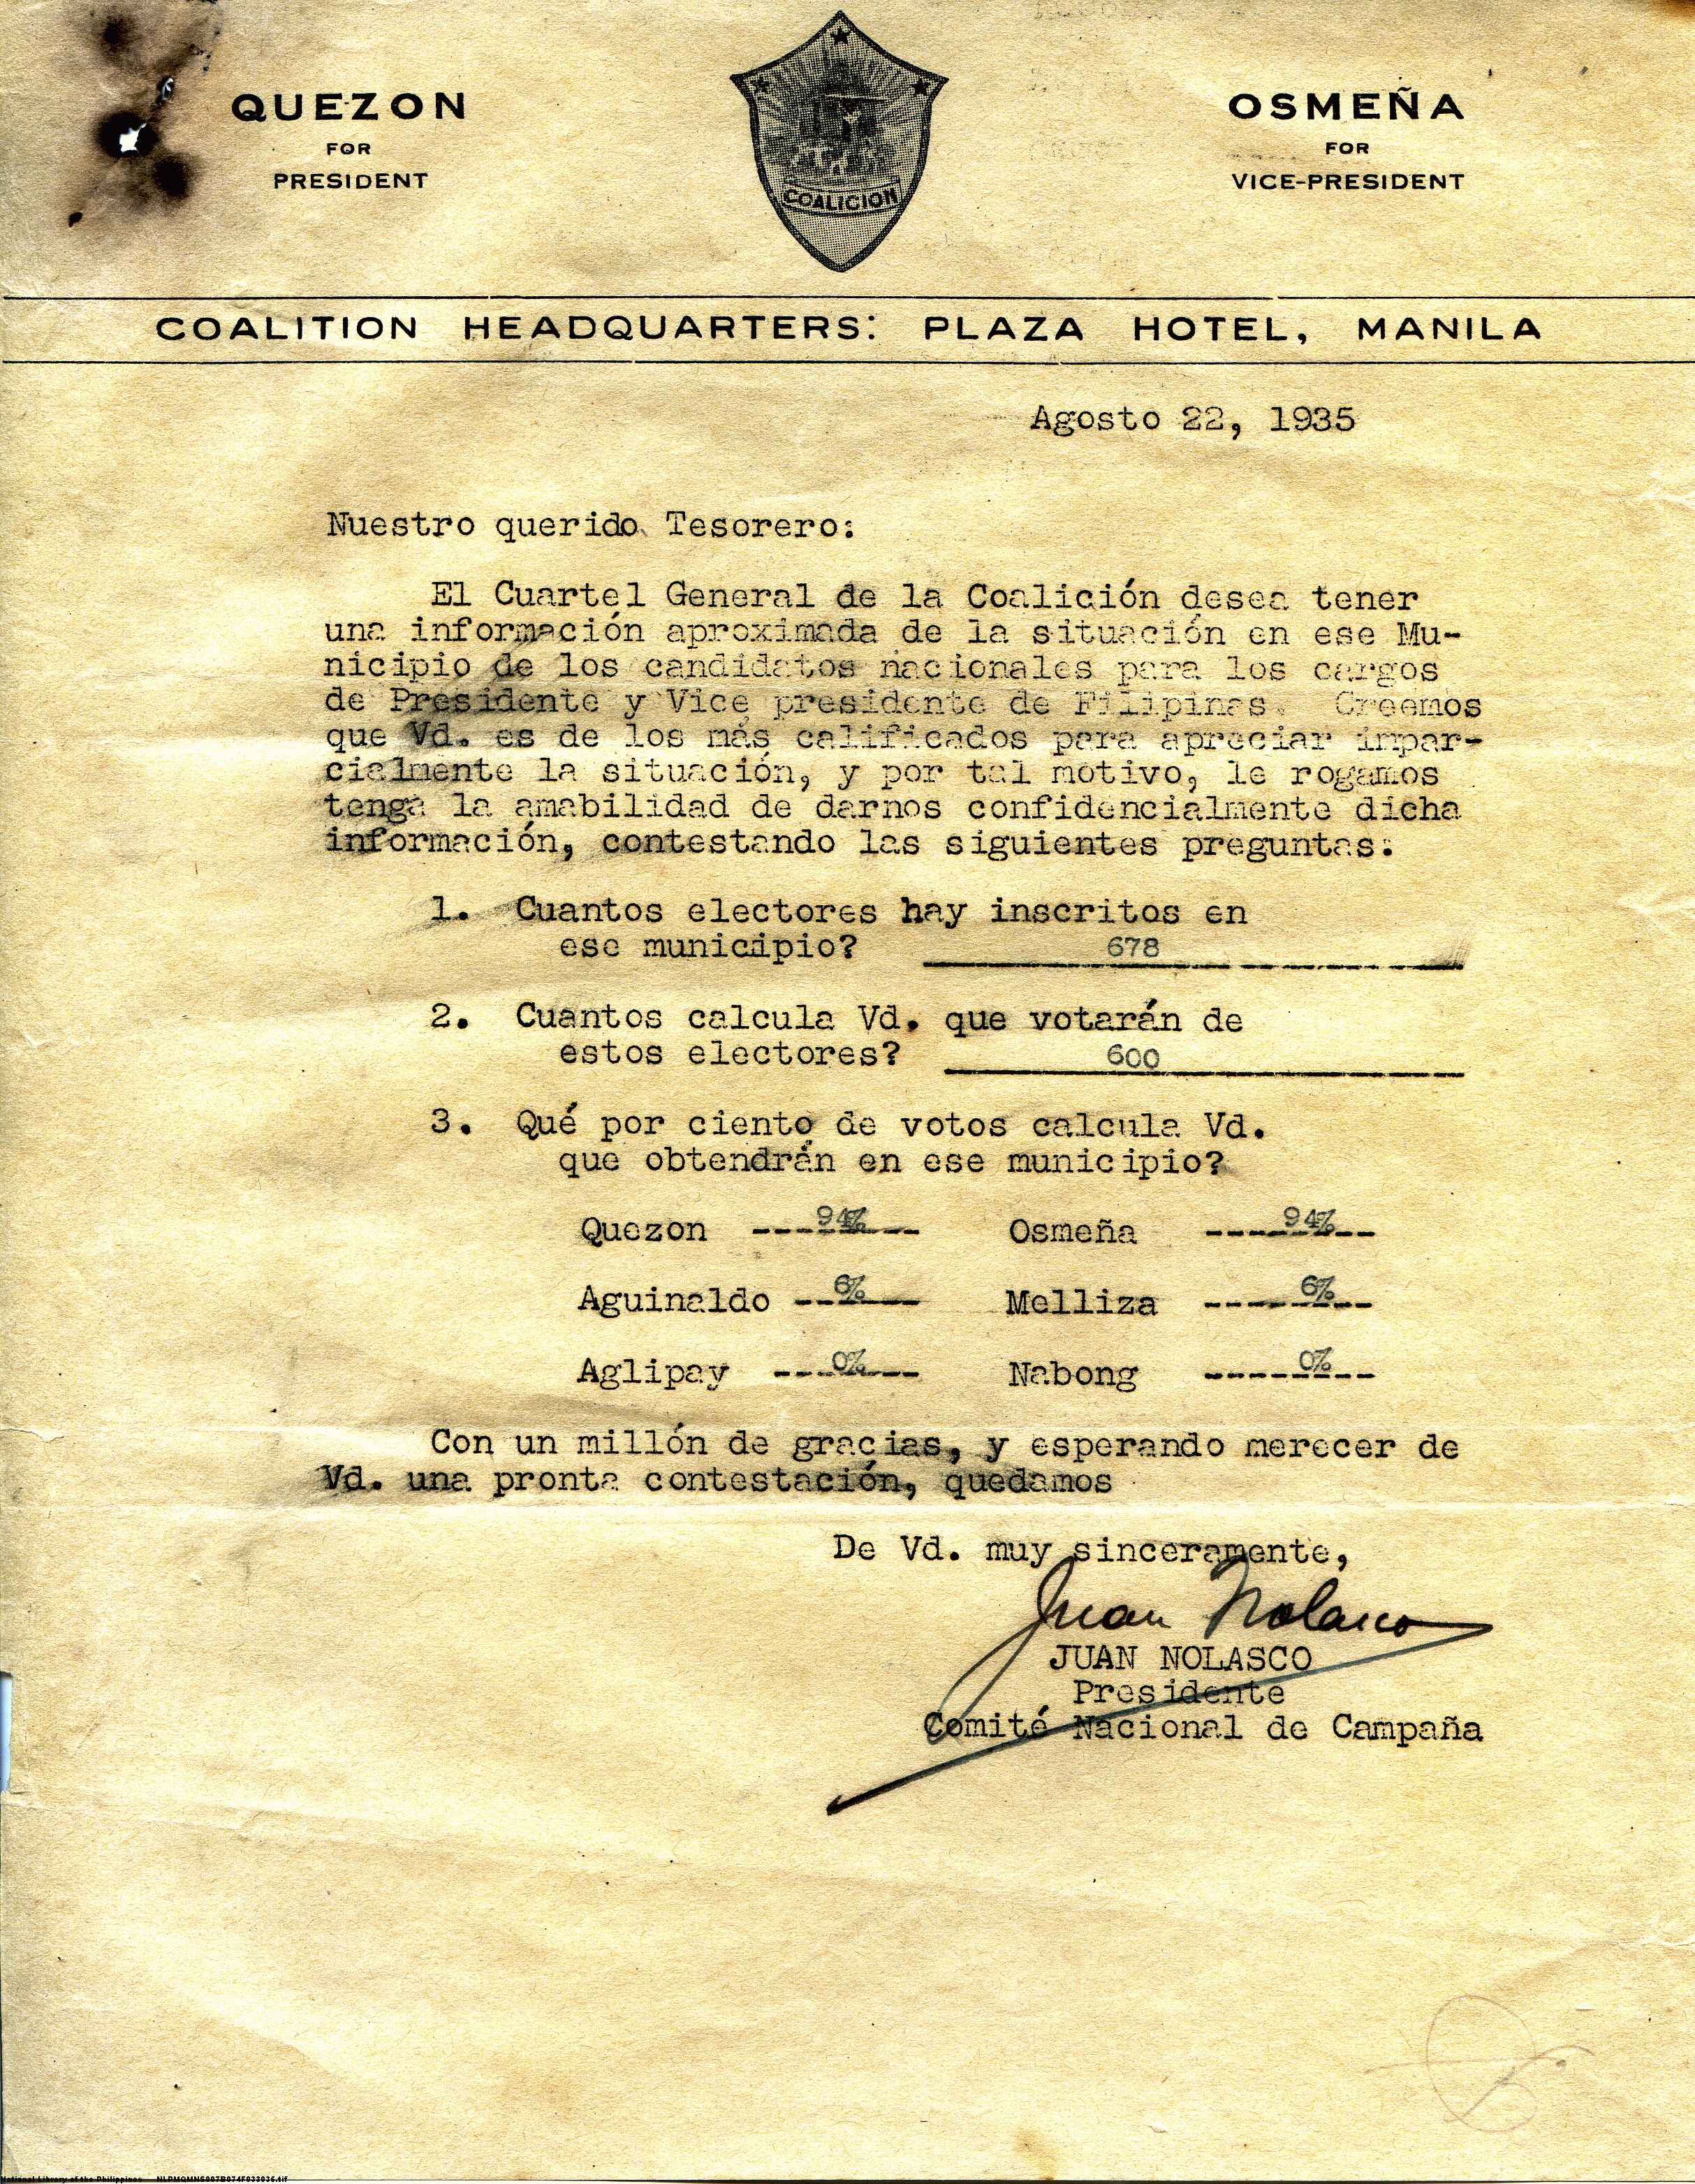 QUEZON
FOR
PRESIDENT
COALICION
OSMEÑA
FOR
VICE-PRESIDENT
COALITION HEADQUARTERS: PLAZA HOTEL, MANILA
Agosto 22, 1935
Nuestro querido Tesorero:
El Cuartel General de la Coalición desea tener
una información aproximada de la situación en ese Mu-
nicipio de los candidatos nacionales para los cargos
de Presidente y Vice presidente de Filipinas. Creemos
que Vd. es de los más calificados para apreciar impar-
cialmente la situación, y por tal motivo, le rogamos
tenga la amabilidad de darnos confidencialmente dicha
información, contestando las siguientes preguntas:
1. Cuantos electores hay inscritos en
ese municipio? 678
2. Cuantos calcula Vd. que votarán de
estos electores? 600
3. Qué por ciento de votos calcula Vd.
que obtendrán en ese municipio?
Quezon 94% Osmeña 94%
Aguinaldo 6% Melliza 6%
Aglipay 0% Nabong 0%
Con un millón de gracias, y esperando merecer de
Vd. una pronta contestación, quedamos
De Vd. muy sinceramente,
Juan Nolasco
JUAN NOLASCO
Presidente
Comité Nacional de Campaña
National Library of the Philippines